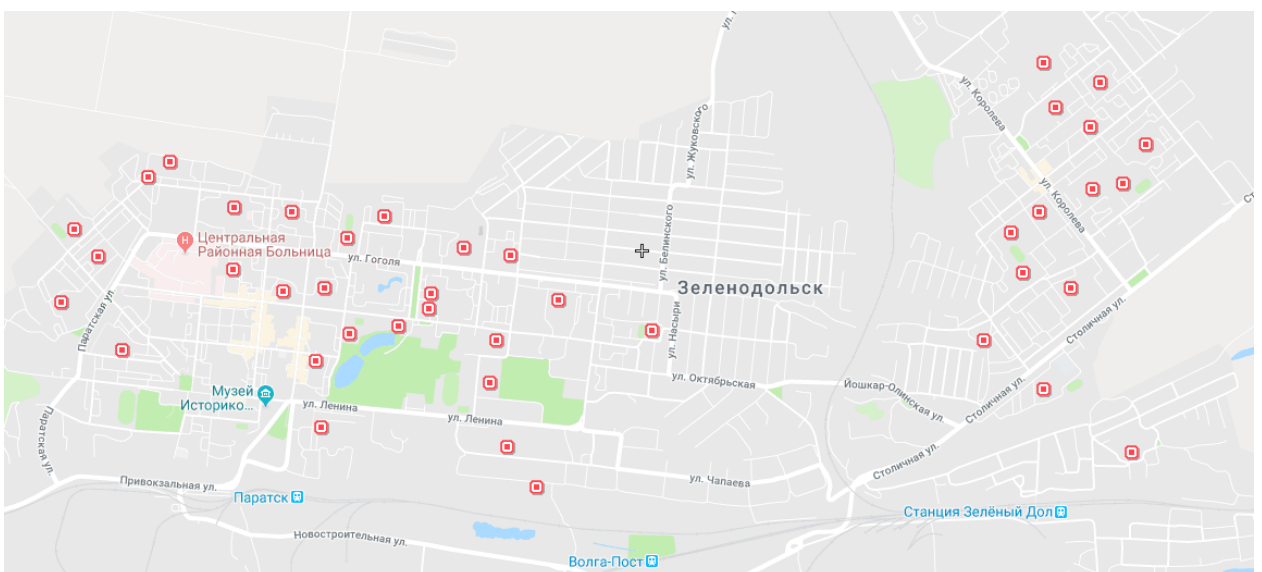 ул. Королева
ул. Жуковского
ул. Королева
Н
Центральная
Районная Больница
ул. Гоголя
ул. Белинского
Зеленодольск
Паратская ул.
ул. Насыри
Столичная ул.
ул. Октябрьская
Йошкар-Олинская ул.
Столичная ул.
Музей
Историко...
ул. Ленина
ул. Ленина
Паратская ул.
Столичная ул.
Привокзальная ул.
ул. Чапаева
Паратск
Станция Зелёный Дол
Новостроительная ул.
Волга-Пост